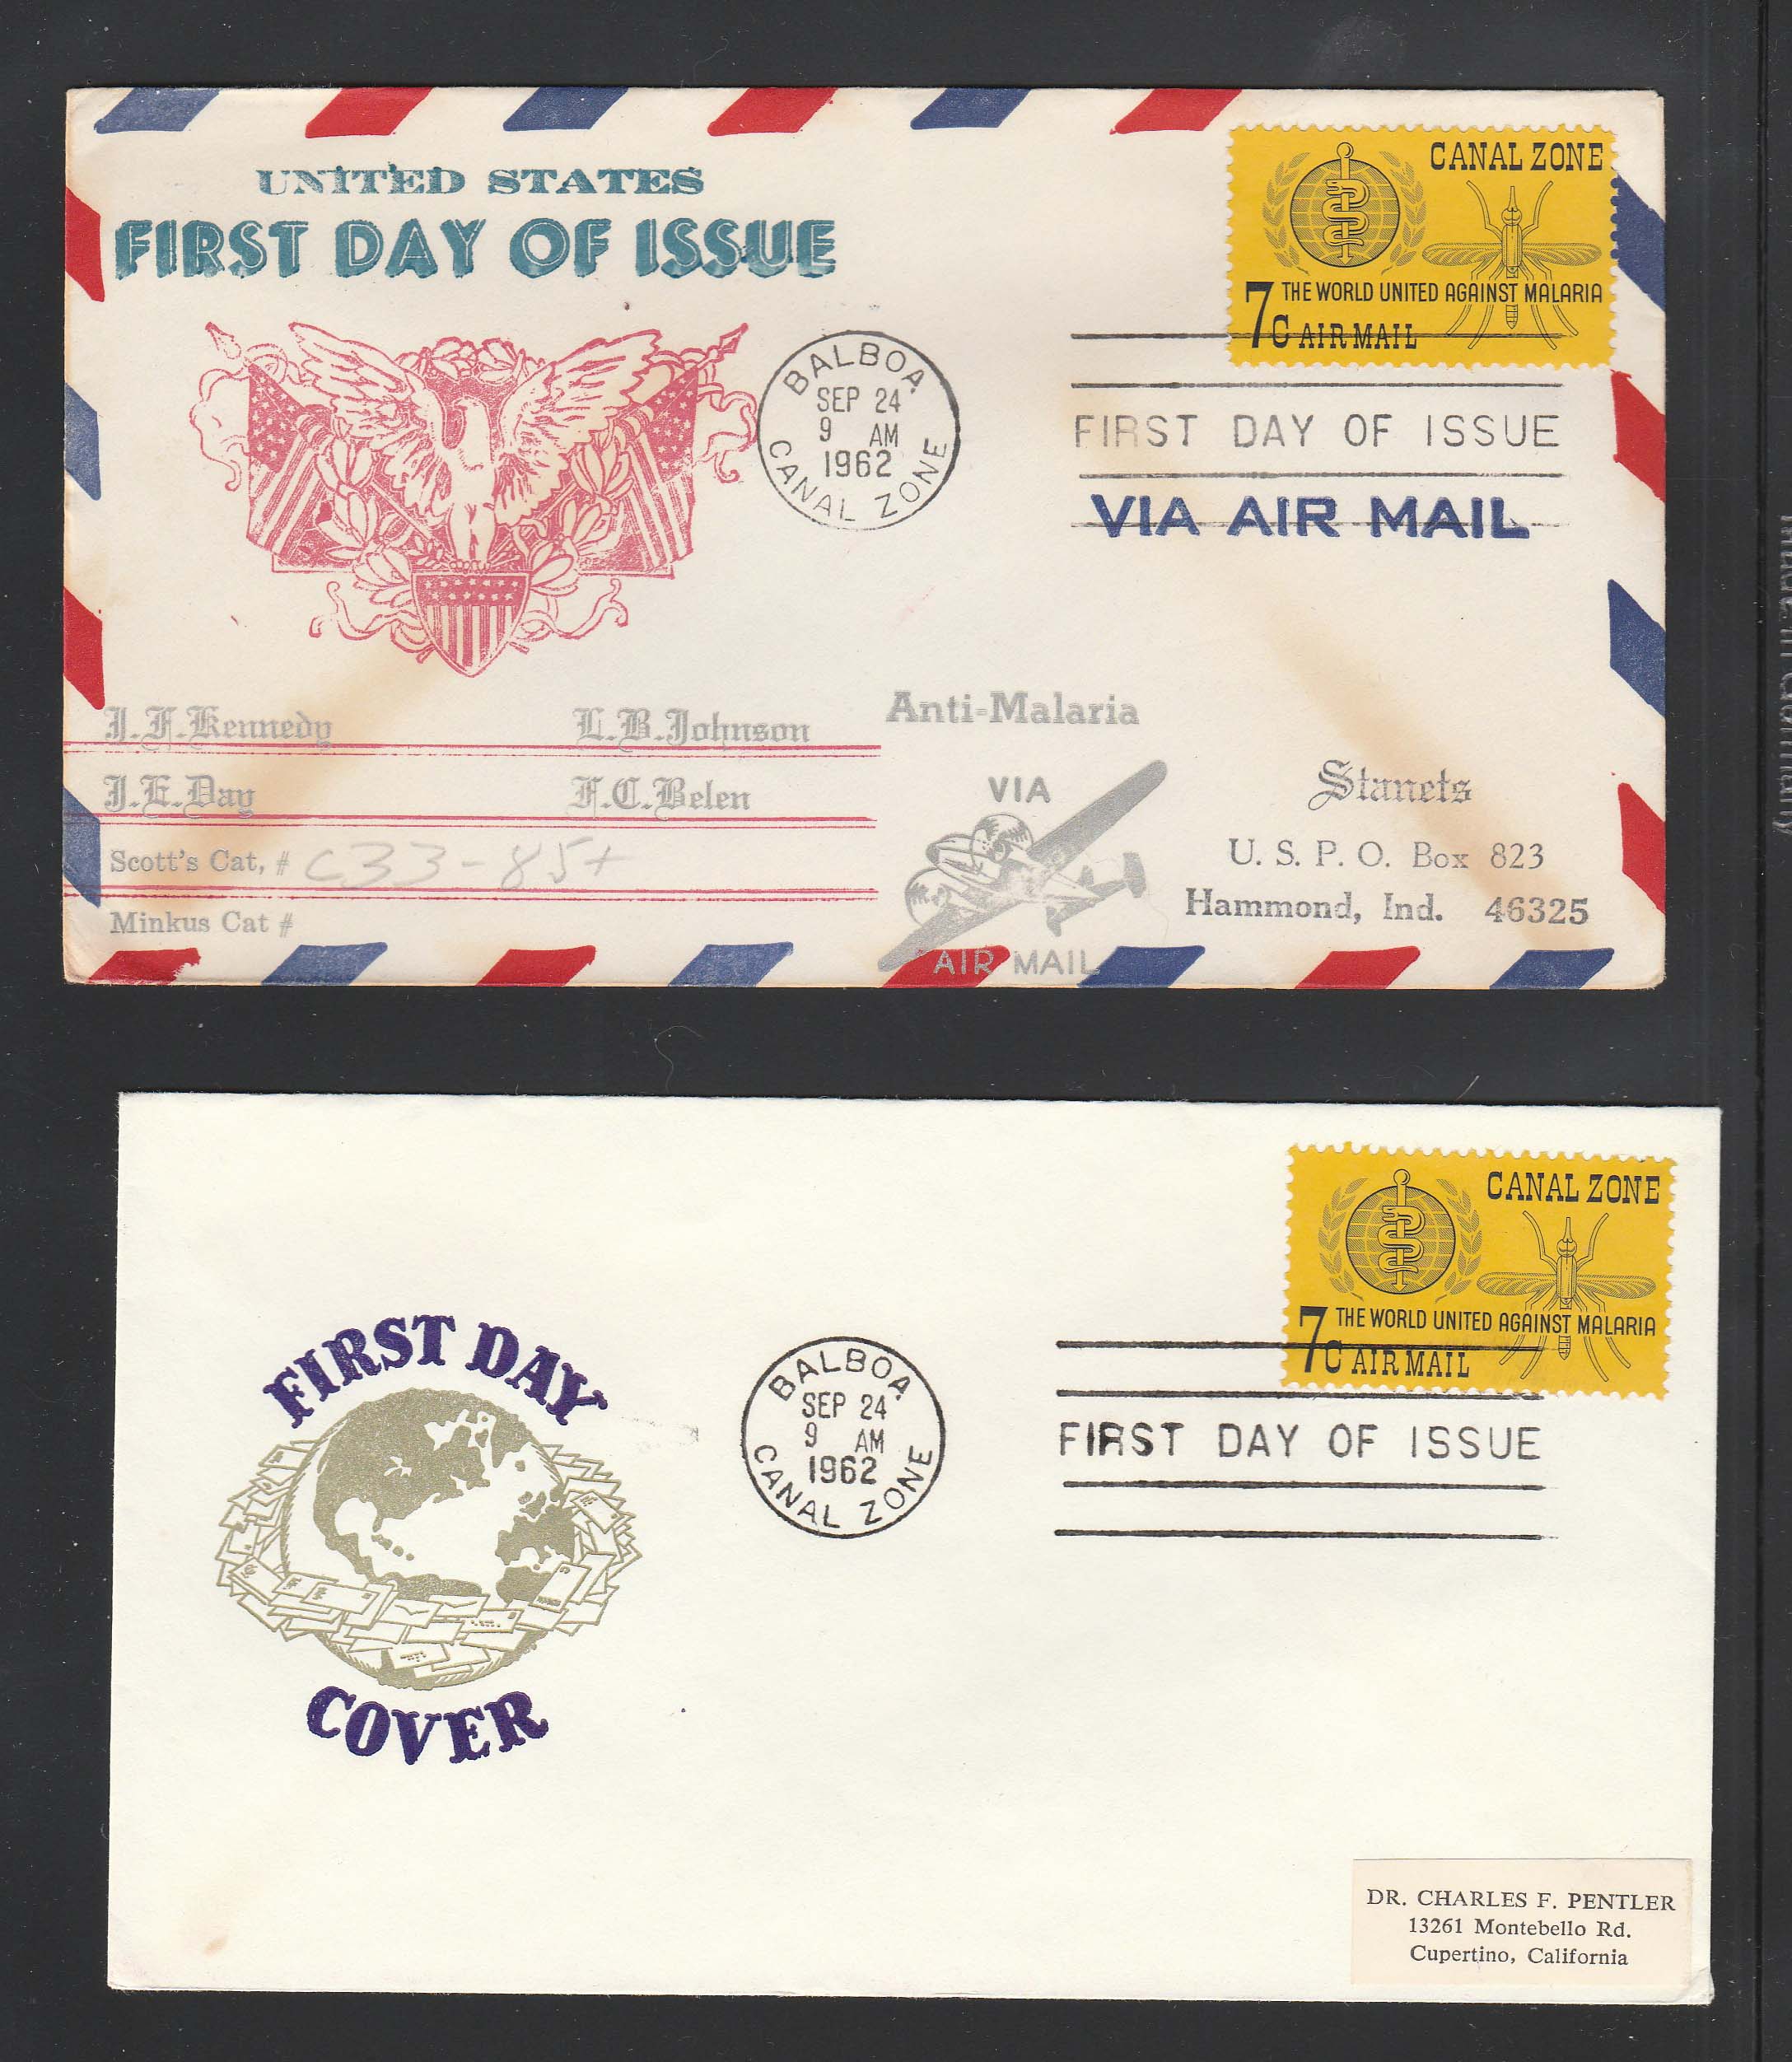 UNITED STATES
FIRST DAY OF ISSUE
CANAL ZONE
THE WORLD UNITED AGAINST MALARIA
7c AIR MAIL
BALBOA
SEP 24
9 AM
1962
CANAL ZONE
FIRST DAY OF ISSUE
VIA AIR MAIL
J.F.Kennedy L.B.Johnson
J.E.Day F.C.Belen
Scott's Cat, # C33-85+
Minkus Cat #
Anti-Malaria
VIA
AIR MAIL
Stanets
U. S. P. O. Box 823
Hammond, Ind. 46325
CANAL ZONE
THE WORLD UNITED AGAINST MALARIA
7c AIR MAIL
FIRST DAY
COVER
BALBOA
SEP 24
9 AM
1962
CANAL ZONE
FIRST DAY OF ISSUE
DR. CHARLES F. PENTLER
13261 Montebello Rd.
Cupertino, California